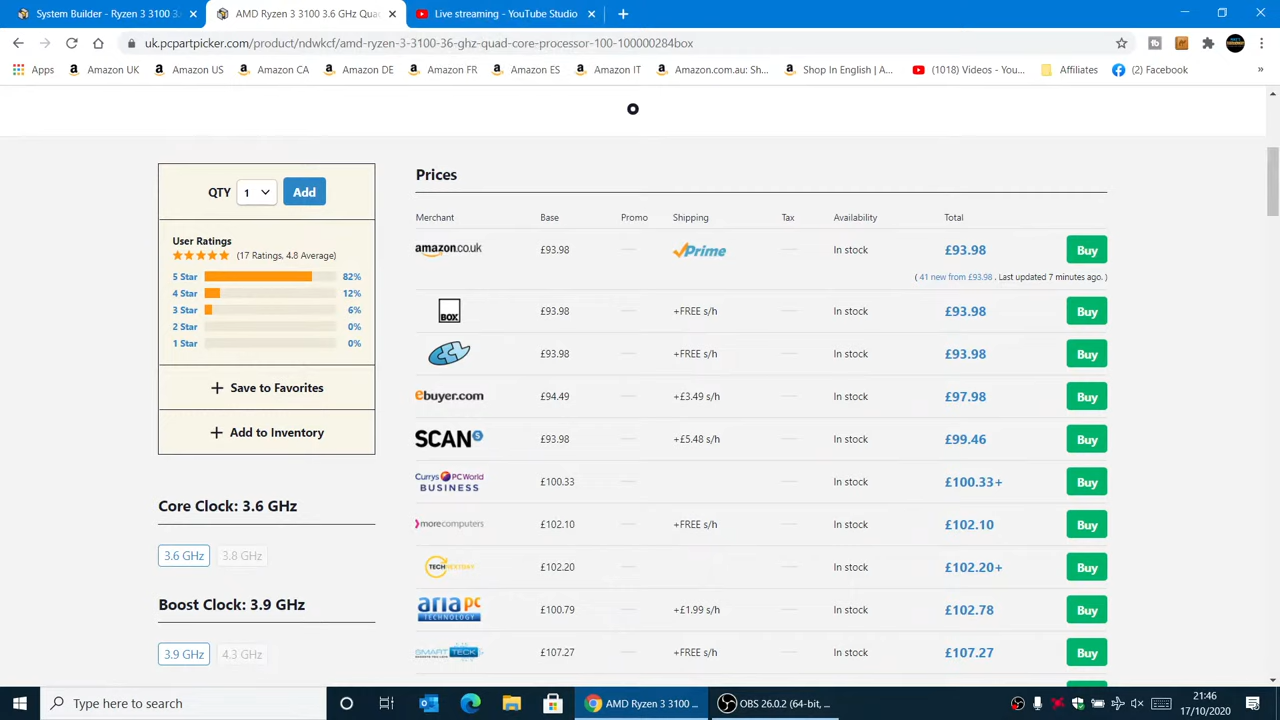 System Builder - Ryzen 3 3100 3.
AMD Ryzen 3 3100 3.6 GHz Qua
Live streaming - YouTube Studio
uk.pcpartpicker.com/product/ndwkcf/amd-ryzen-3-3100-36-ghz-quad-core-processor-100-100000284box
Apps
Amazon UK
Amazon US
Amazon CA
Amazon DE
Amazon FR
Amazon ES
Amazon IT
Amazon.com.au: Sh...
Shop In English | A...
(1018) Videos - You...
Affiliates
(2) Facebook
»
QTY 1 Add
User Ratings
(17 Ratings, 4.8 Average)
5 Star 82%
4 Star 12%
3 Star 6%
2 Star 0%
1 Star 0%
+ Save to Favorites
+ Add to Inventory
Core Clock: 3.6 GHz
3.6 GHz 3.8 GHz
Boost Clock: 3.9 GHz
3.9 GHz 4.3 GHz
Prices
Merchant Base Promo Shipping Tax Availability Total
amazon.co.uk £93.98 — Prime — In stock £93.98 Buy
( 41 new from £93.98 . Last updated 7 minutes ago. )
BOX £93.98 — +FREE s/h — In stock £93.98 Buy
£93.98 — +FREE s/h — In stock £93.98 Buy
ebuyer.com £94.49 — +£3.49 s/h — In stock £97.98 Buy
SCAN £93.98 — +£5.48 s/h — In stock £99.46 Buy
Currys PC World BUSINESS £100.33 — — In stock £100.33+ Buy
morecomputers £102.10 — +FREE s/h — In stock £102.10 Buy
TECHNEXTDAY £102.20 — — In stock £102.20+ Buy
aria PC TECHNOLOGY £100.79 — +£1.99 s/h — In stock £102.78 Buy
SMART TECK £107.27 — +FREE s/h — In stock £107.27 Buy
Type here to search
AMD Ryzen 3 3100 ...
OBS 26.0.2 (64-bit, ...
21:46
17/10/2020